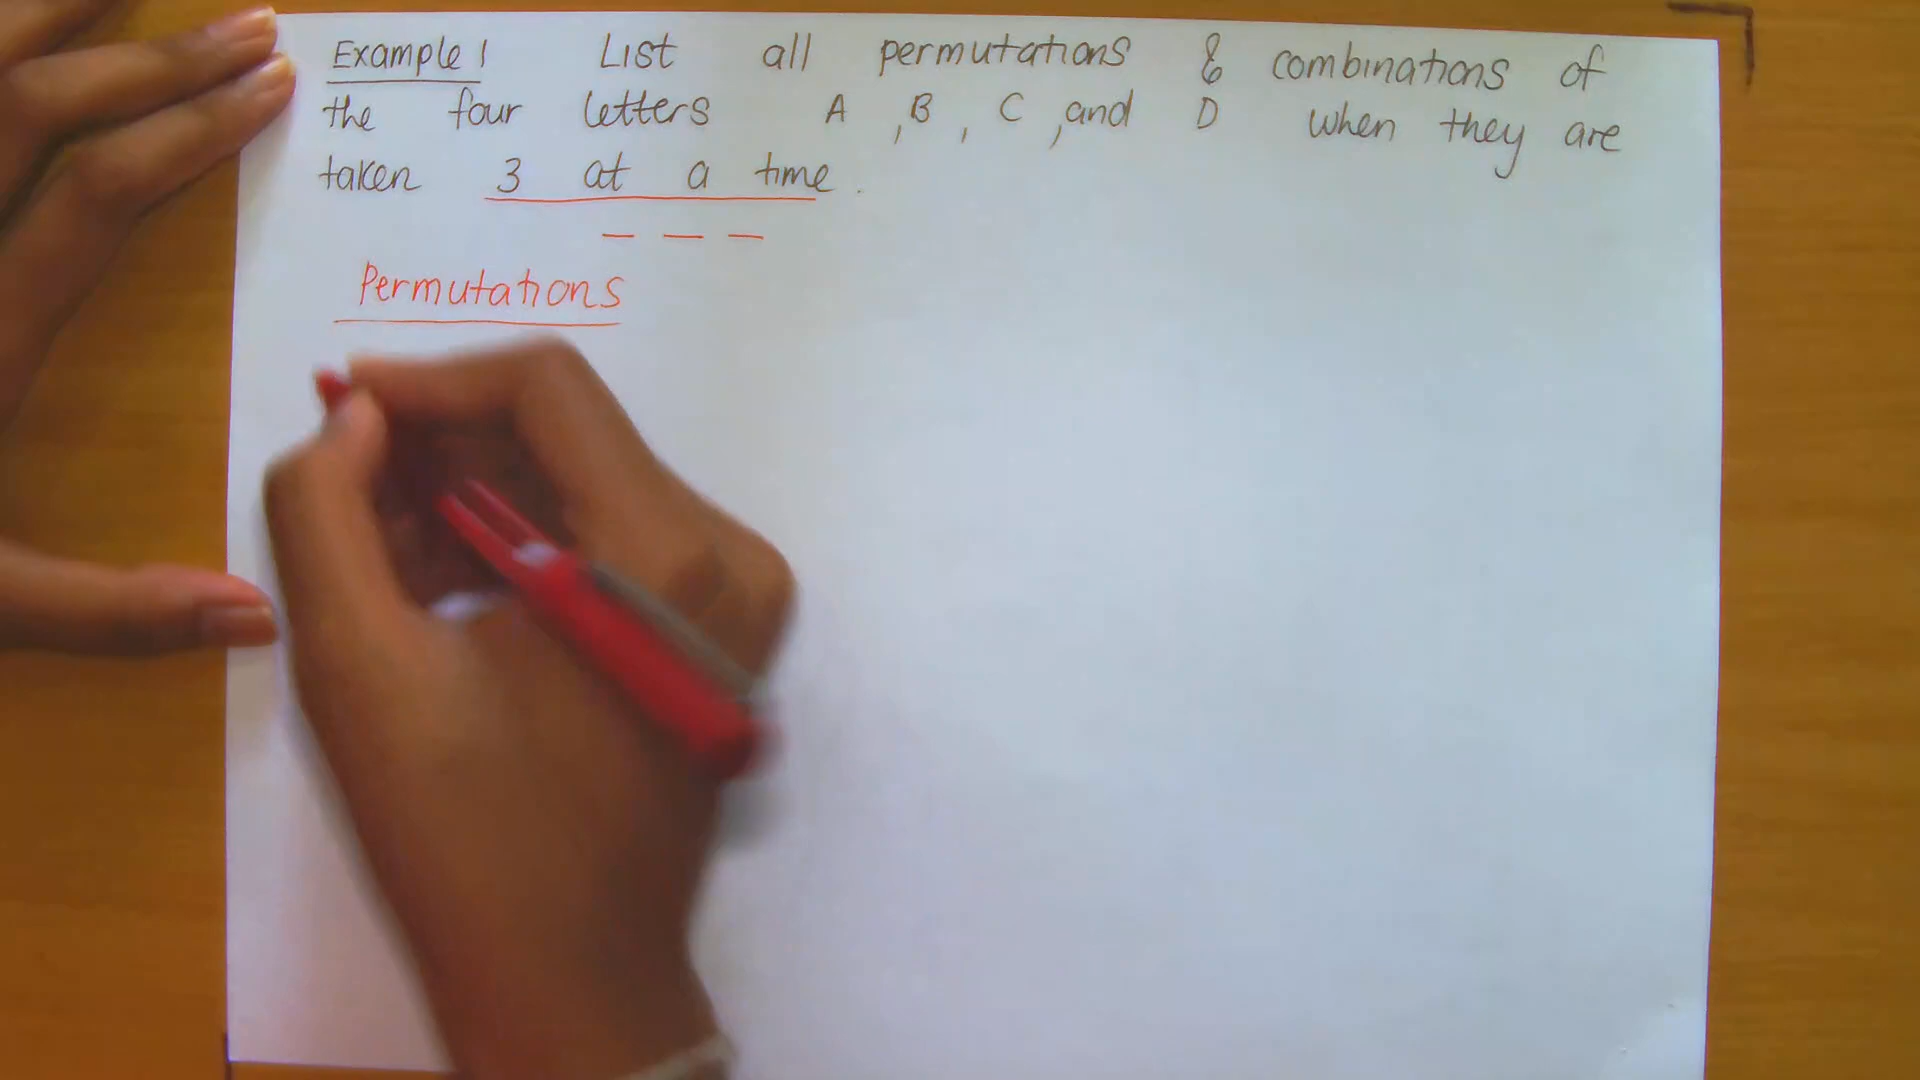 Example 1 List all permutations & combinations of
the four letters A, B, C, and D when they are
taken 3 at a time.
Permutations